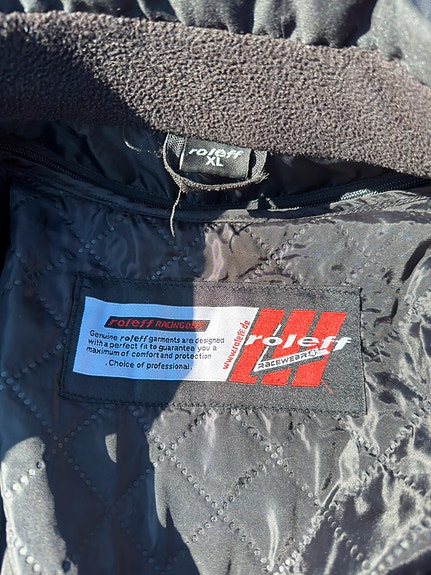 roleff
XL
roleff RACINGGEAR
Genuine roleff garments are designed
with a perfect fit to guarantee you a
maximum of comfort and protection
. Choice of professional.
www.roleff.de
roleff
RACEWEAR